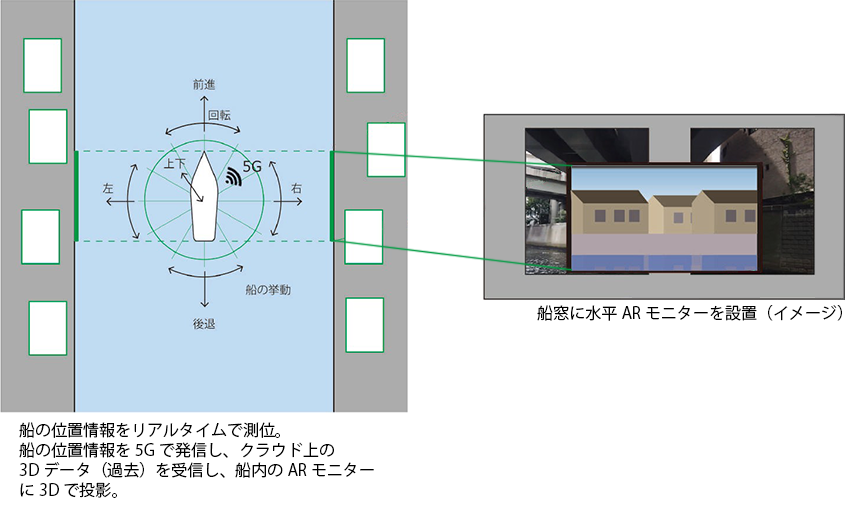 前進
回転
上下
5G
左
右
船の挙動
後退
船窓に水平 AR モニターを設置（イメージ）
船の位置情報をリアルタイムで測位。
船の位置情報を 5G で発信し、クラウド上の
3D データ（過去）を受信し、船内の AR モニター
に 3D で投影。